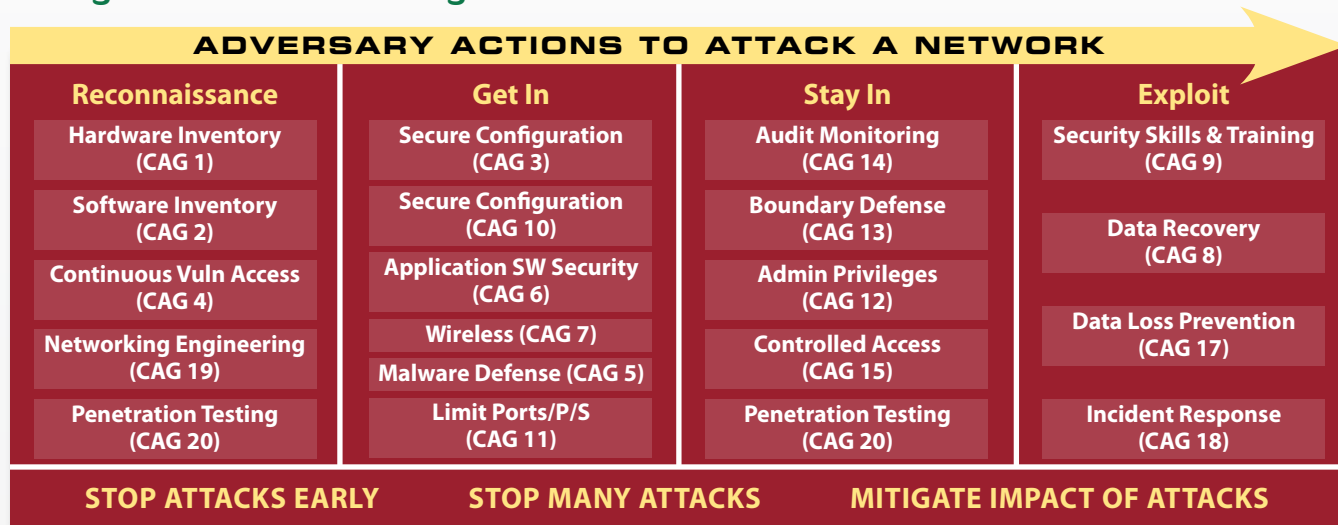 ADVERSARY ACTIONS TO ATTACK A NETWORK
Reconnaissance
Hardware Inventory
(CAG 1)
Software Inventory
(CAG 2)
Continuous Vuln Access
(CAG 4)
Networking Engineering
(CAG 19)
Penetration Testing
(CAG 20)
Get In
Secure Configuration
(CAG 3)
Secure Configuration
(CAG 10)
Application SW Security
(CAG 6)
Wireless (CAG 7)
Malware Defense (CAG 5)
Limit Ports/P/S
(CAG 11)
Stay In
Audit Monitoring
(CAG 14)
Boundary Defense
(CAG 13)
Admin Privileges
(CAG 12)
Controlled Access
(CAG 15)
Penetration Testing
(CAG 20)
Exploit
Security Skills & Training
(CAG 9)
Data Recovery
(CAG 8)
Data Loss Prevention
(CAG 17)
Incident Response
(CAG 18)
STOP ATTACKS EARLY
STOP MANY ATTACKS
MITIGATE IMPACT OF ATTACKS